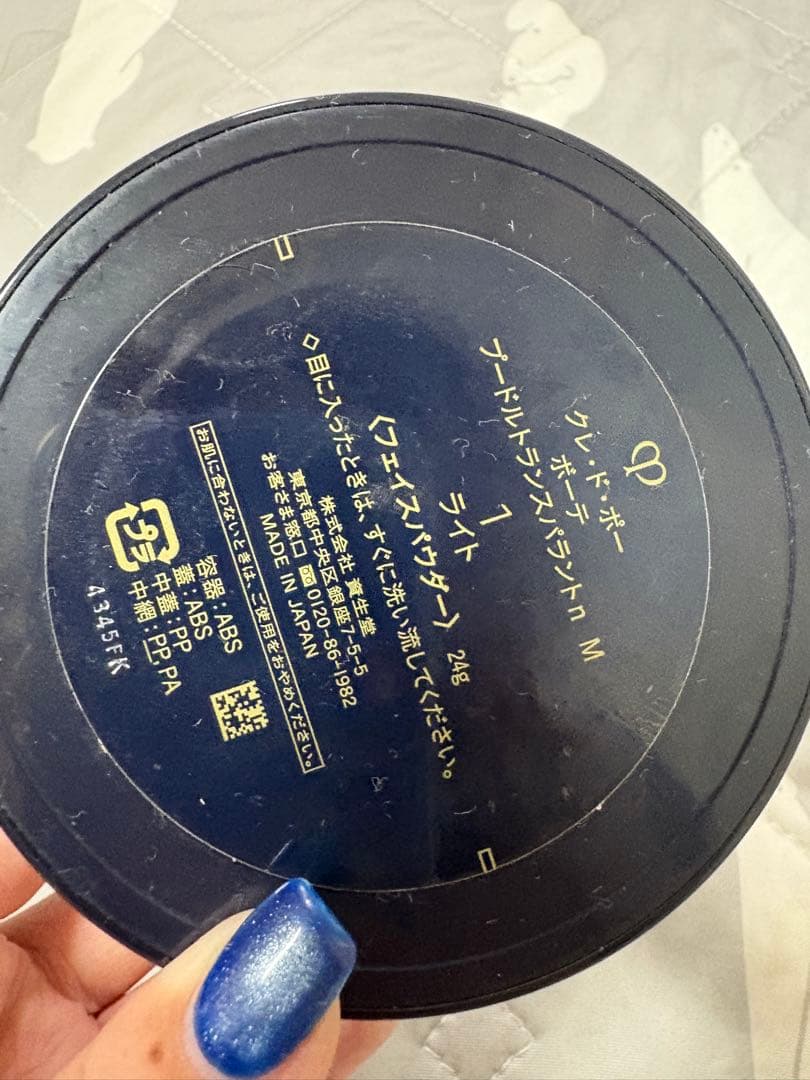 クレ・ド・ポー
ボーテ
プードルトランスパラントn M
1
ライト
〈フェイスパウダー〉 24g
◇目に入ったときは、すぐに洗い流してください。
株式会社 資生堂
東京都中央区銀座7-5-5
お客さま窓口 0120-86-1982
MADE IN JAPAN
お肌に合わないときは、ご使用をおやめください。
プラ
容器:ABS
蓋:ABS
中蓋:PP
中網:PP,PA
4345FK